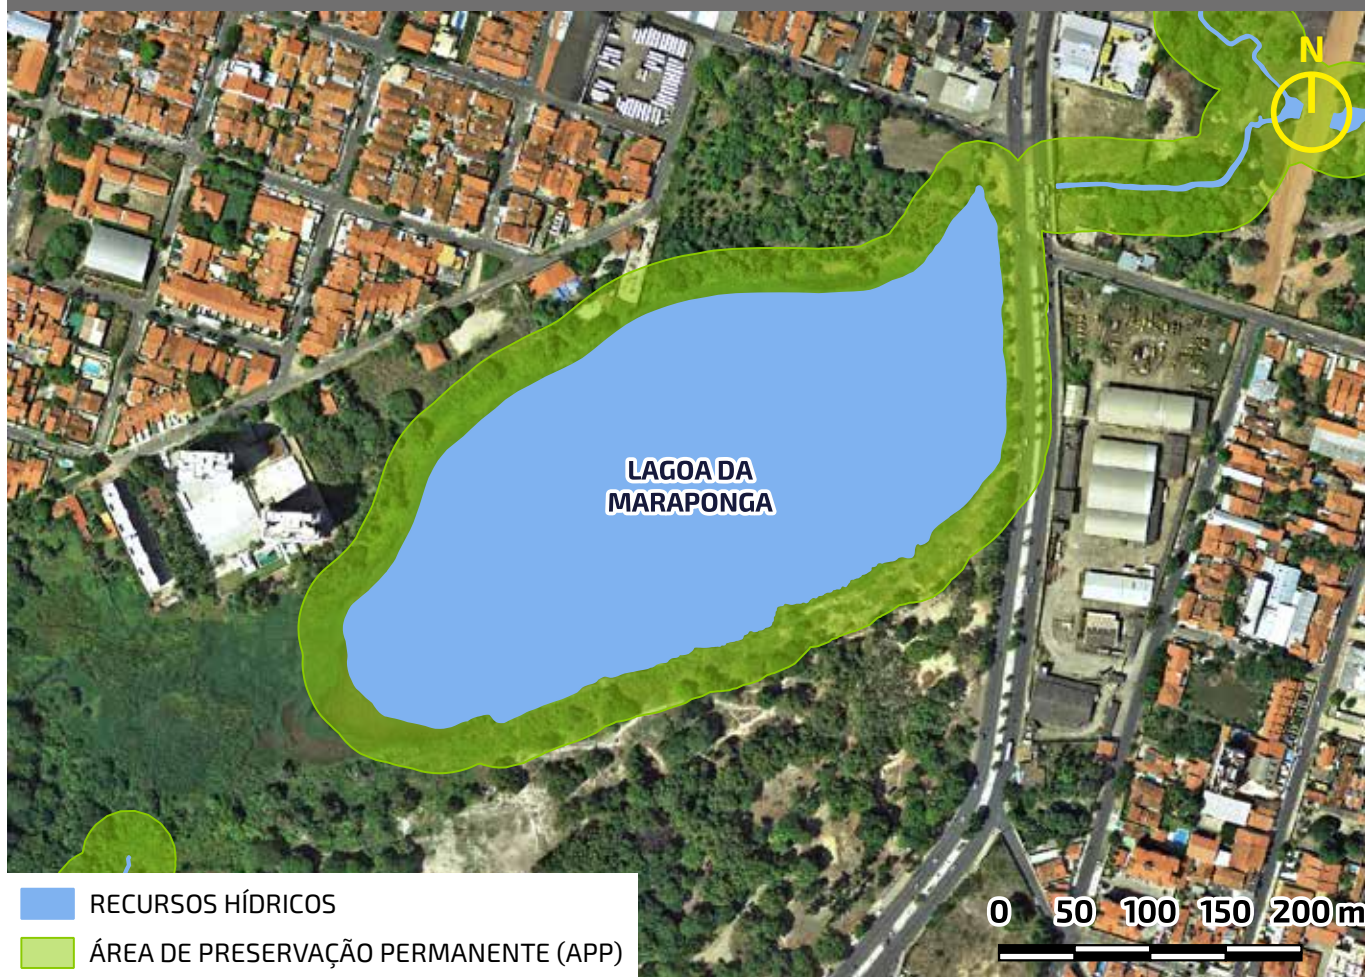 N
LAGOA DA
MARAPONGA
RECURSOS HÍDRICOS
ÁREA DE PRESERVAÇÃO PERMANENTE (APP)
0 50 100 150 200 m